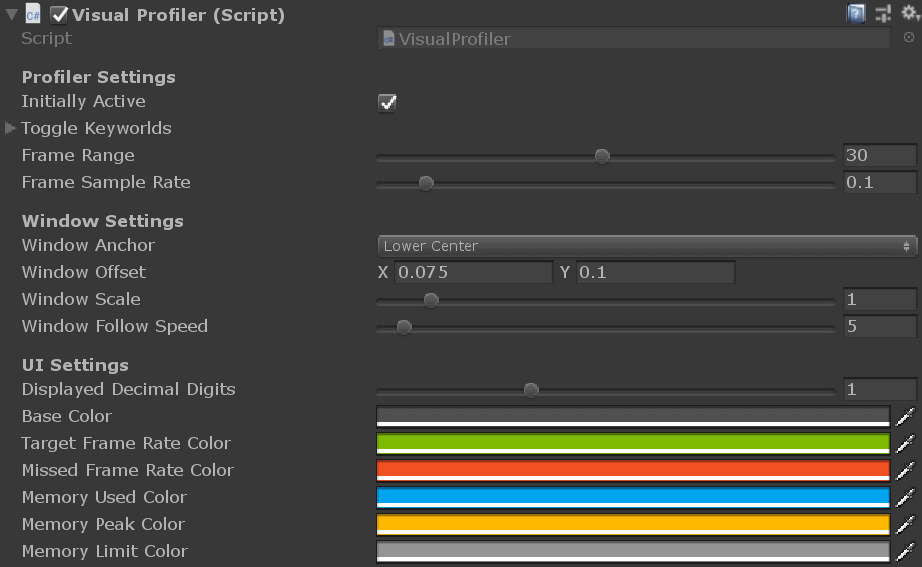 Visual Profiler (Script)
Script VisualProfiler
Profiler Settings
Initially Active
Toggle Keyworlds
Frame Range 30
Frame Sample Rate 0.1
Window Settings
Window Anchor Lower Center
Window Offset X 0.075 Y 0.1
Window Scale 1
Window Follow Speed 5
UI Settings
Displayed Decimal Digits 1
Base Color
Target Frame Rate Color
Missed Frame Rate Color
Memory Used Color
Memory Peak Color
Memory Limit Color